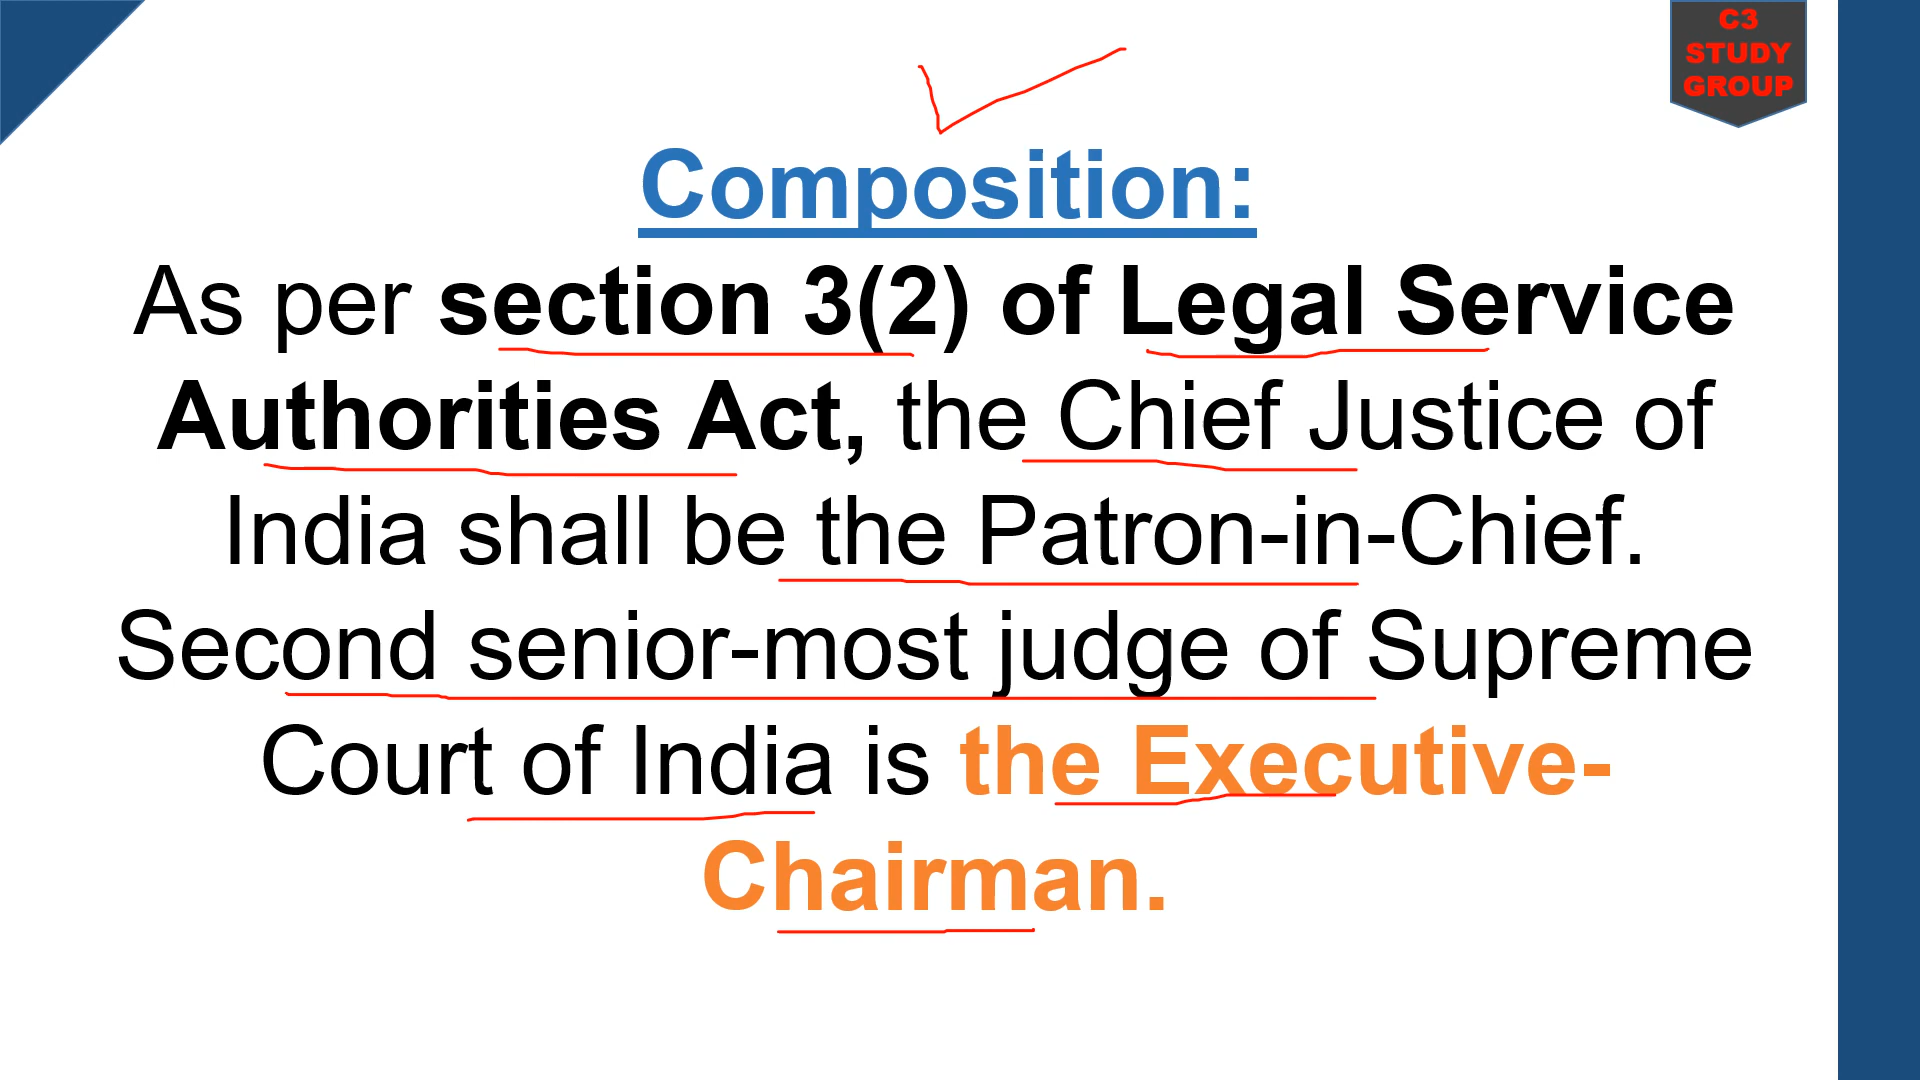 C3
STUDY
GROUP
Composition:
As per section 3(2) of Legal Service
Authorities Act, the Chief Justice of
India shall be the Patron-in-Chief.
Second senior-most judge of Supreme
Court of India is the Executive-
Chairman.